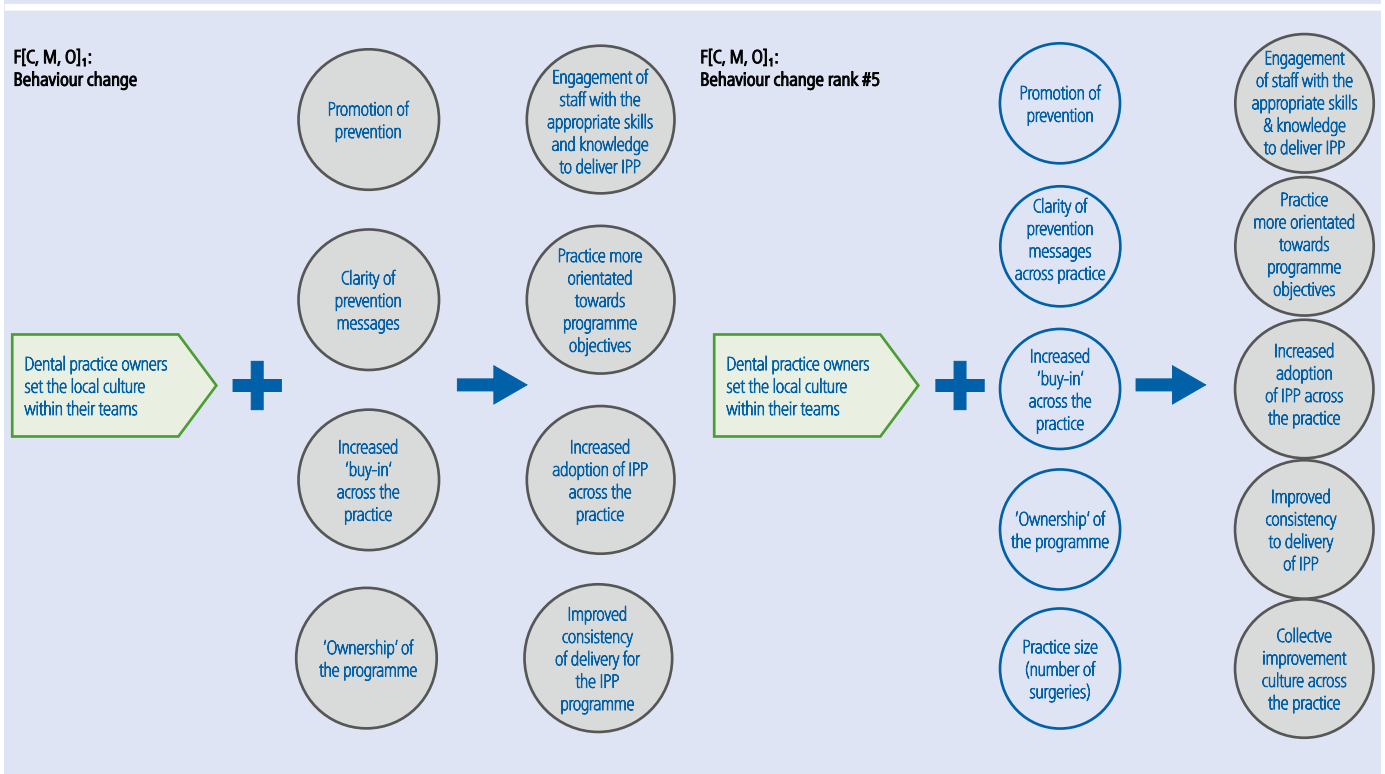 F[C, M, O]₁:
Behaviour change
Dental practice owners
set the local culture
within their teams
Promotion of
prevention
Clarity of
prevention
messages
Increased
‘buy-in’
across the
practice
‘Ownership’ of
the programme
Engagement of
staff with the
appropriate skills
and knowledge
to deliver IPP
Practice more
orientated
towards
programme
objectives
Increased
adoption of IPP
across the
practice
Improved
consistency
of delivery for
the IPP
programme
F[C, M, O]₁:
Behaviour change rank #5
Dental practice owners
set the local culture
within their teams
Promotion of
prevention
Clarity of
prevention
messages
across practice
Increased
‘buy-in’
across the
practice
‘Ownership’ of
the programme
Practice size
(number of
surgeries)
Engagement
of staff with the
appropriate skills
& knowledge
to deliver IPP
Practice
more orientated
towards
programme
objectives
Increased
adoption
of IPP across
the practice
Improved
consistency
to delivery
of IPP
Collectve
improvement
culture across
the practice